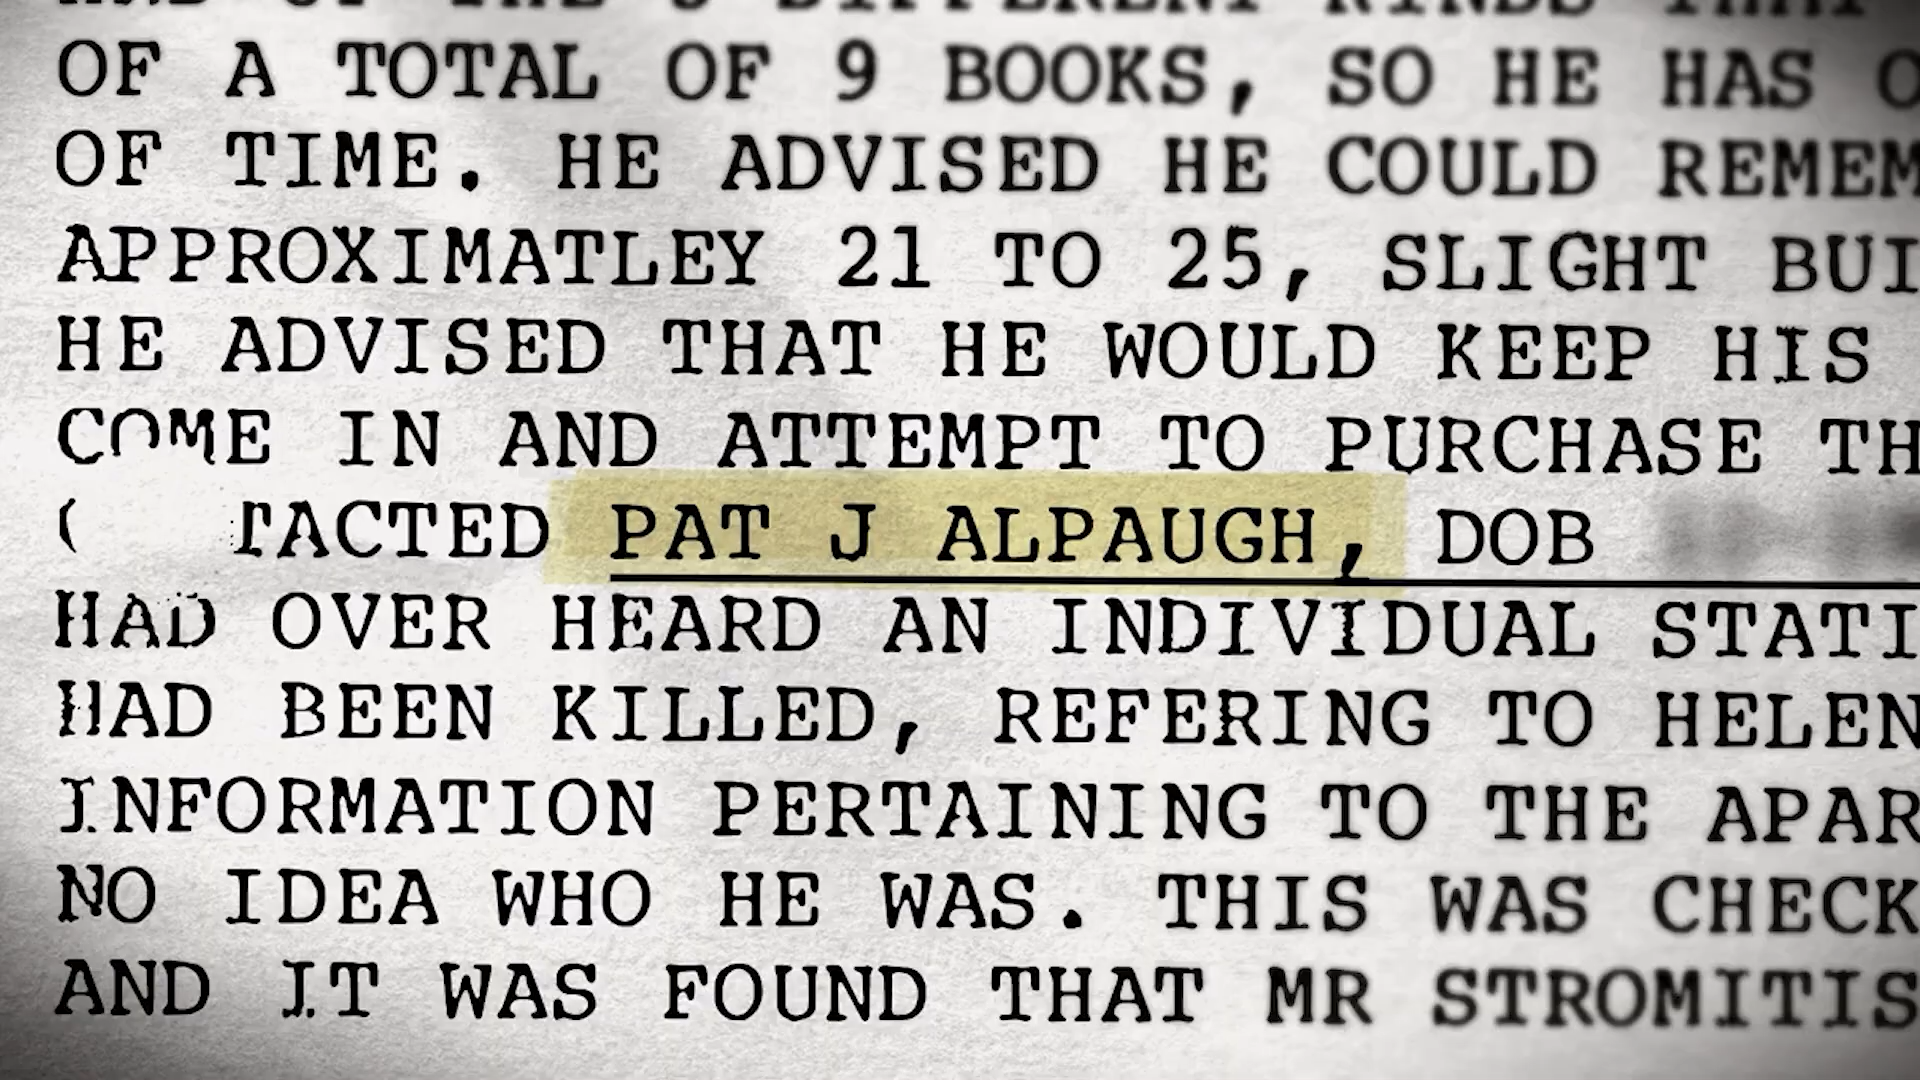 OF A TOTAL OF 9 BOOKS, SO HE HAS
OF TIME. HE ADVISED HE COULD REMEM
APPROXIMATLEY 21 TO 25, SLIGHT BUI
HE ADVISED THAT HE WOULD KEEP HIS
COME IN AND ATTEMPT TO PURCHASE TH
TACTED PAT J ALPAUGH, DOB
HAD OVER HEARD AN INDIVIDUAL STATI
HAD BEEN KILLED, REFERING TO HELEN
INFORMATION PERTAINING TO THE APAR
NO IDEA WHO HE WAS. THIS WAS CHECK
AND IT WAS FOUND THAT MR STROMITIS